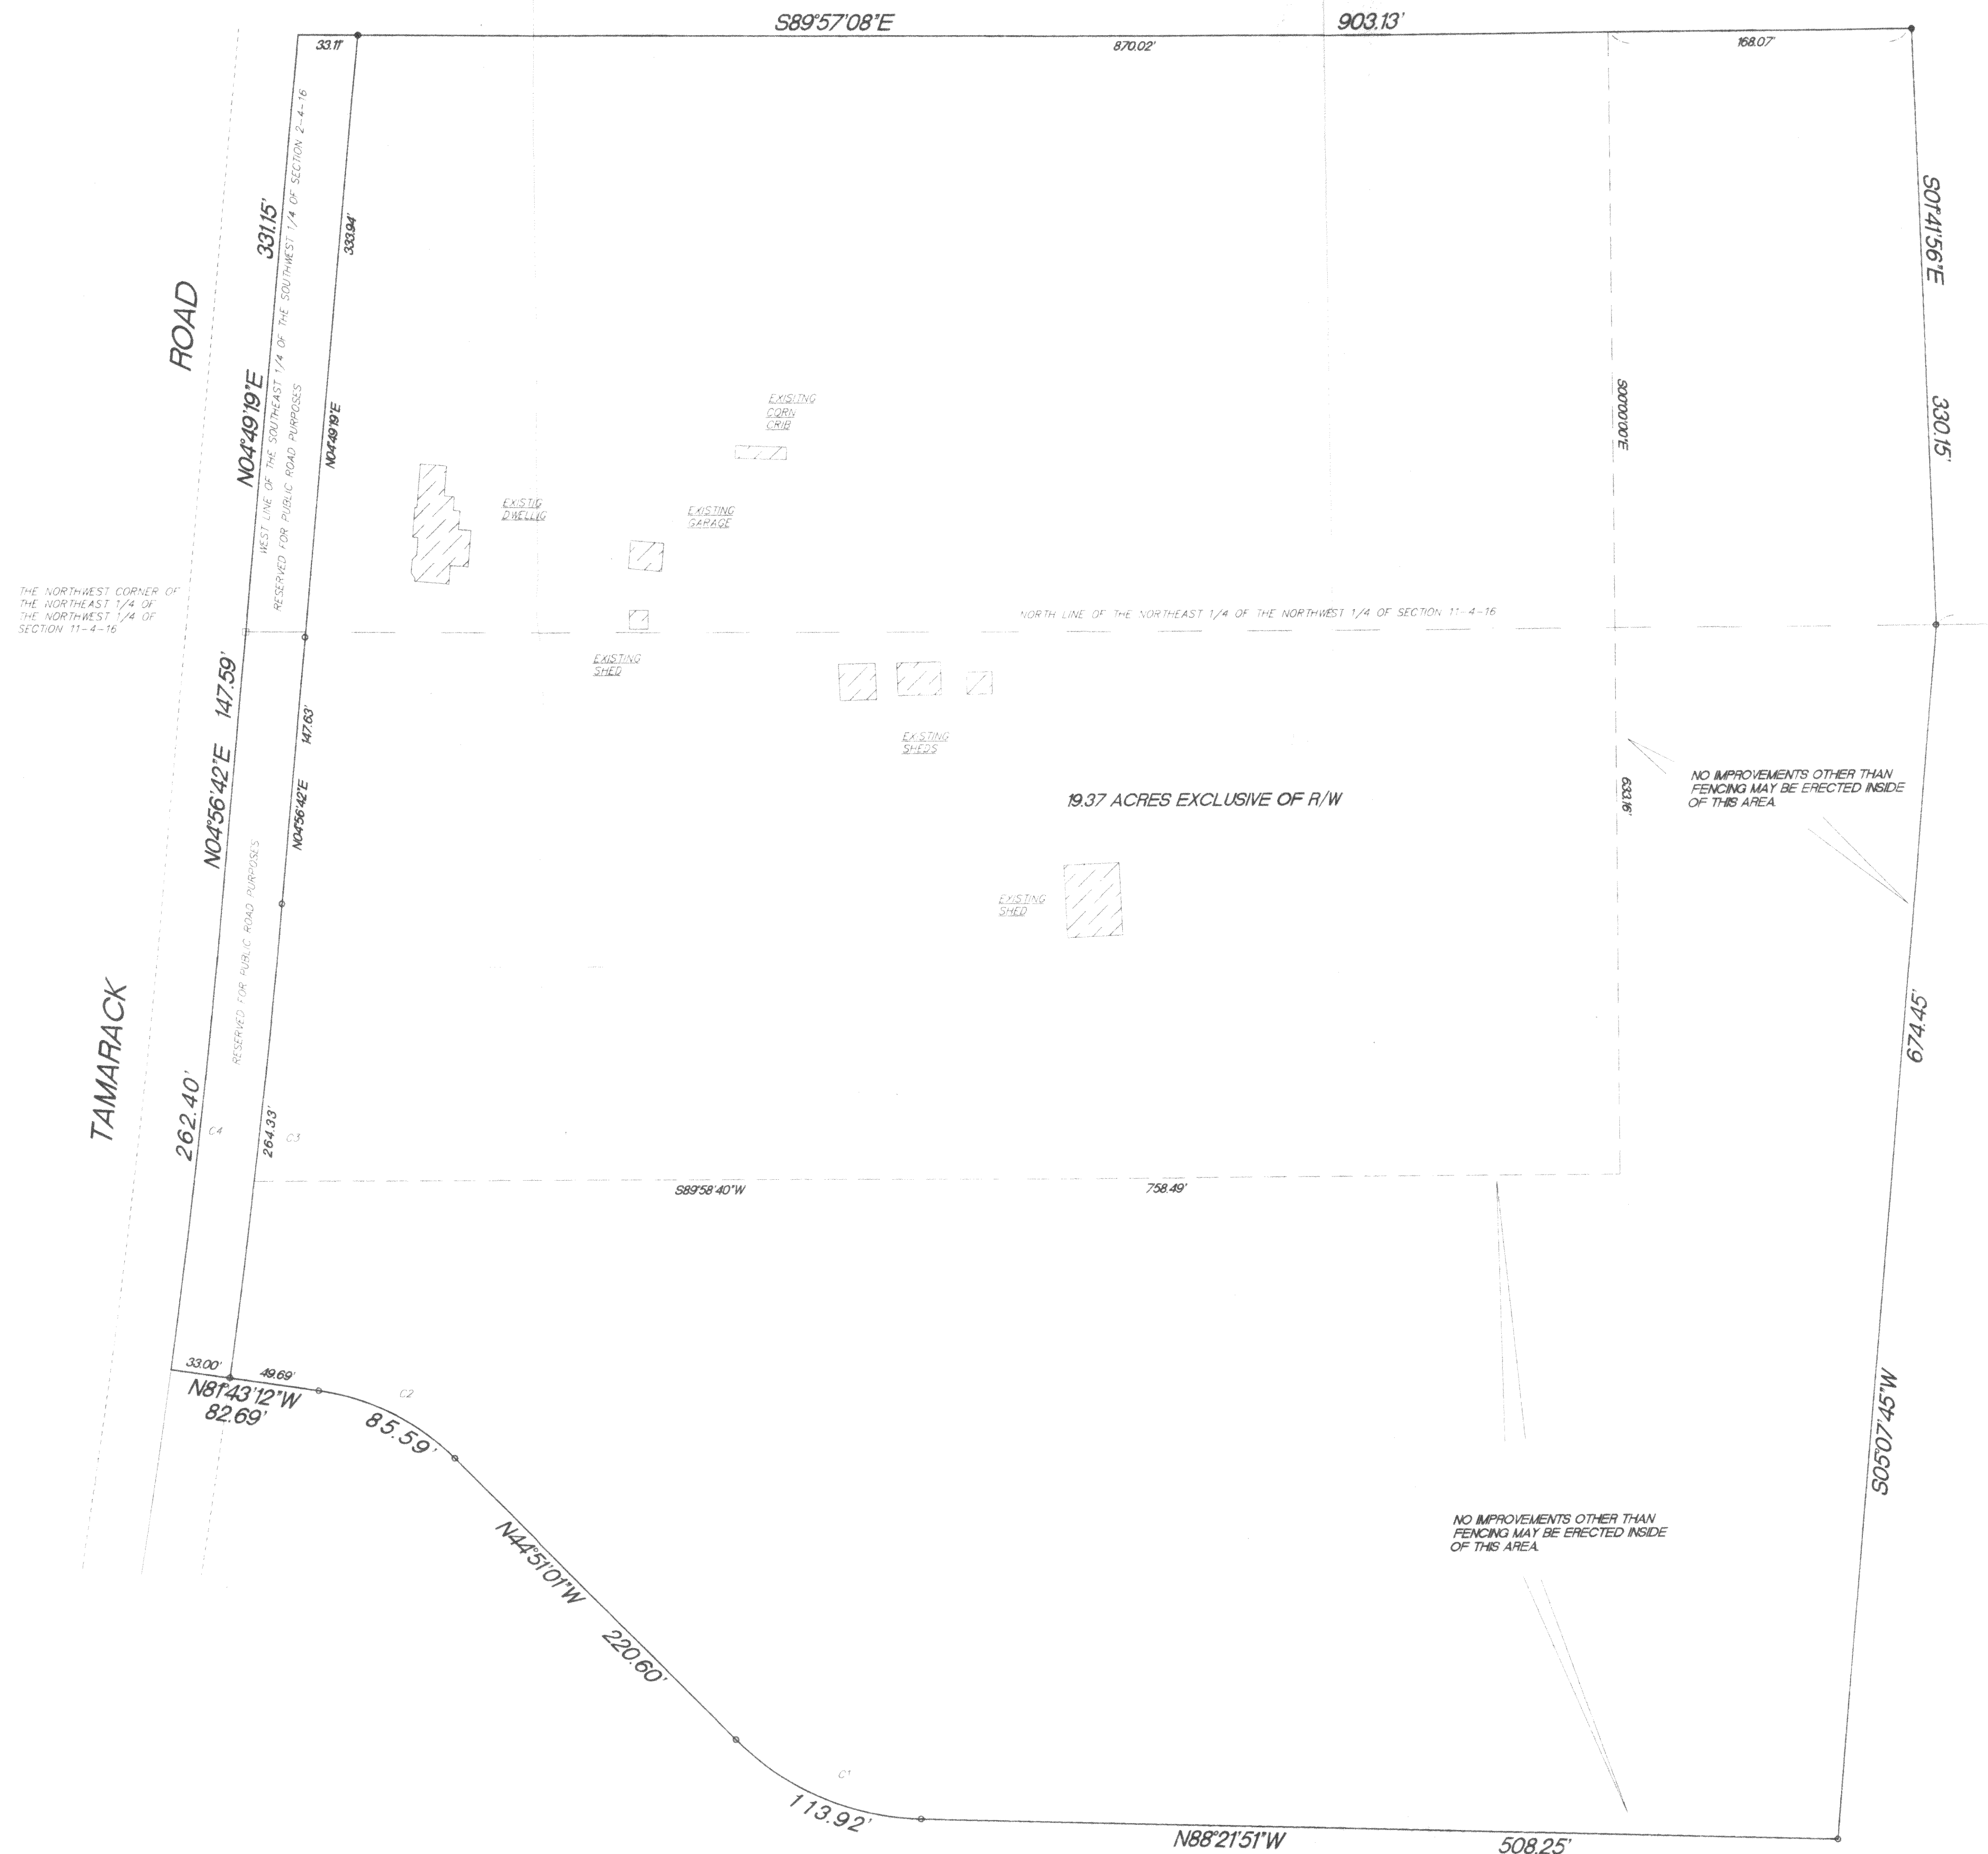 S89°57'08"E 903.13'
33.11' 870.02' 168.07'
WEST LINE OF THE SOUTHEAST 1/4 OF THE SOUTHWEST 1/4 OF SECTION 2-4-16
RESERVED FOR PUBLIC ROAD PURPOSES
N04°49'19"E 331.15'
N04°49'19"E 333.94'
S01°41'56"E 330.15'
ROAD
S00°00'00"E 633.16'
EXISITNG
CORN
CRIB
EXISTIG
DWELLIG
EXISTING
GARAGE
THE NORTHWEST CORNER OF
THE NORTHEAST 1/4 OF
THE NORTHWEST 1/4 OF
SECTION 11-4-16
NORTH LINE OF THE NORTHEAST 1/4 OF THE NORTHWEST 1/4 OF SECTION 11-4-16
EXISTING
SHED
N04°56'42"E 147.59'
N04°56'42"E 147.63'
EXISTING
SHEDS
NO IMPROVEMENTS OTHER THAN
FENCING MAY BE ERECTED INSIDE
OF THIS AREA.
19.37 ACRES EXCLUSIVE OF R/W
RESERVED FOR PUBLIC ROAD PURPOSES
EXISTING
SHED
TAMARACK
262.40'
C4
264.33'
C3
S05°07'45"W 674.45'
S89°58'40"W 758.49'
33.00' 49.69'
N81°43'12"W
82.69'
C2
85.59'
N44°51'01"W 220.60'
NO IMPROVEMENTS OTHER THAN
FENCING MAY BE ERECTED INSIDE
OF THIS AREA.
C1
113.92'
N88°21'51"W 508.25'